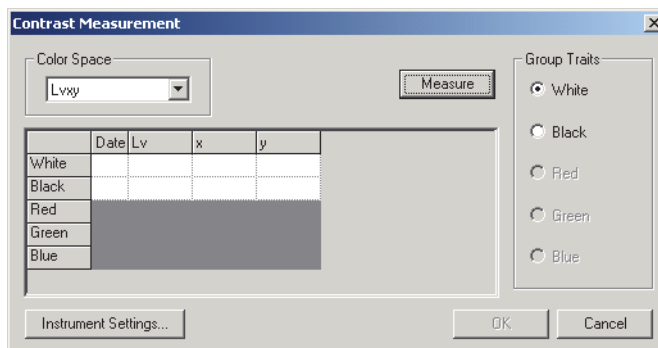 Contrast Measurement
Color Space
Lvxy
Measure
Group Traits
White
Black
Red
Green
Blue
Date Lv x y
White
Black
Red
Green
Blue
Instrument Settings...
OK Cancel